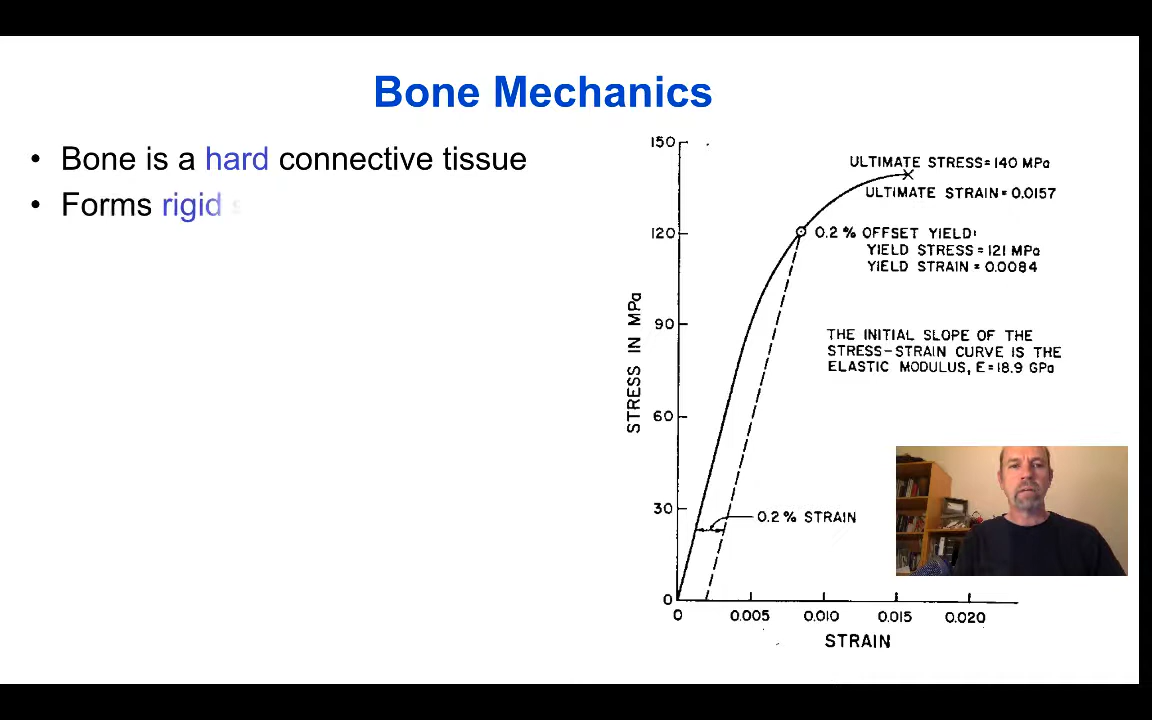 Bone Mechanics
• Bone is a hard connective tissue
• Forms rigid
150
120
90
60
30
0
STRESS IN MPa
ULTIMATE STRESS=140 MPa
ULTIMATE STRAIN=0.0157
0.2% OFFSET YIELD:
YIELD STRESS=121 MPa
YIELD STRAIN=0.0084
THE INITIAL SLOPE OF THE
STRESS-STRAIN CURVE IS THE
ELASTIC MODULUS, E=18.9 GPa
0.2% STRAIN
0 0.005 0.010 0.015 0.020
STRAIN